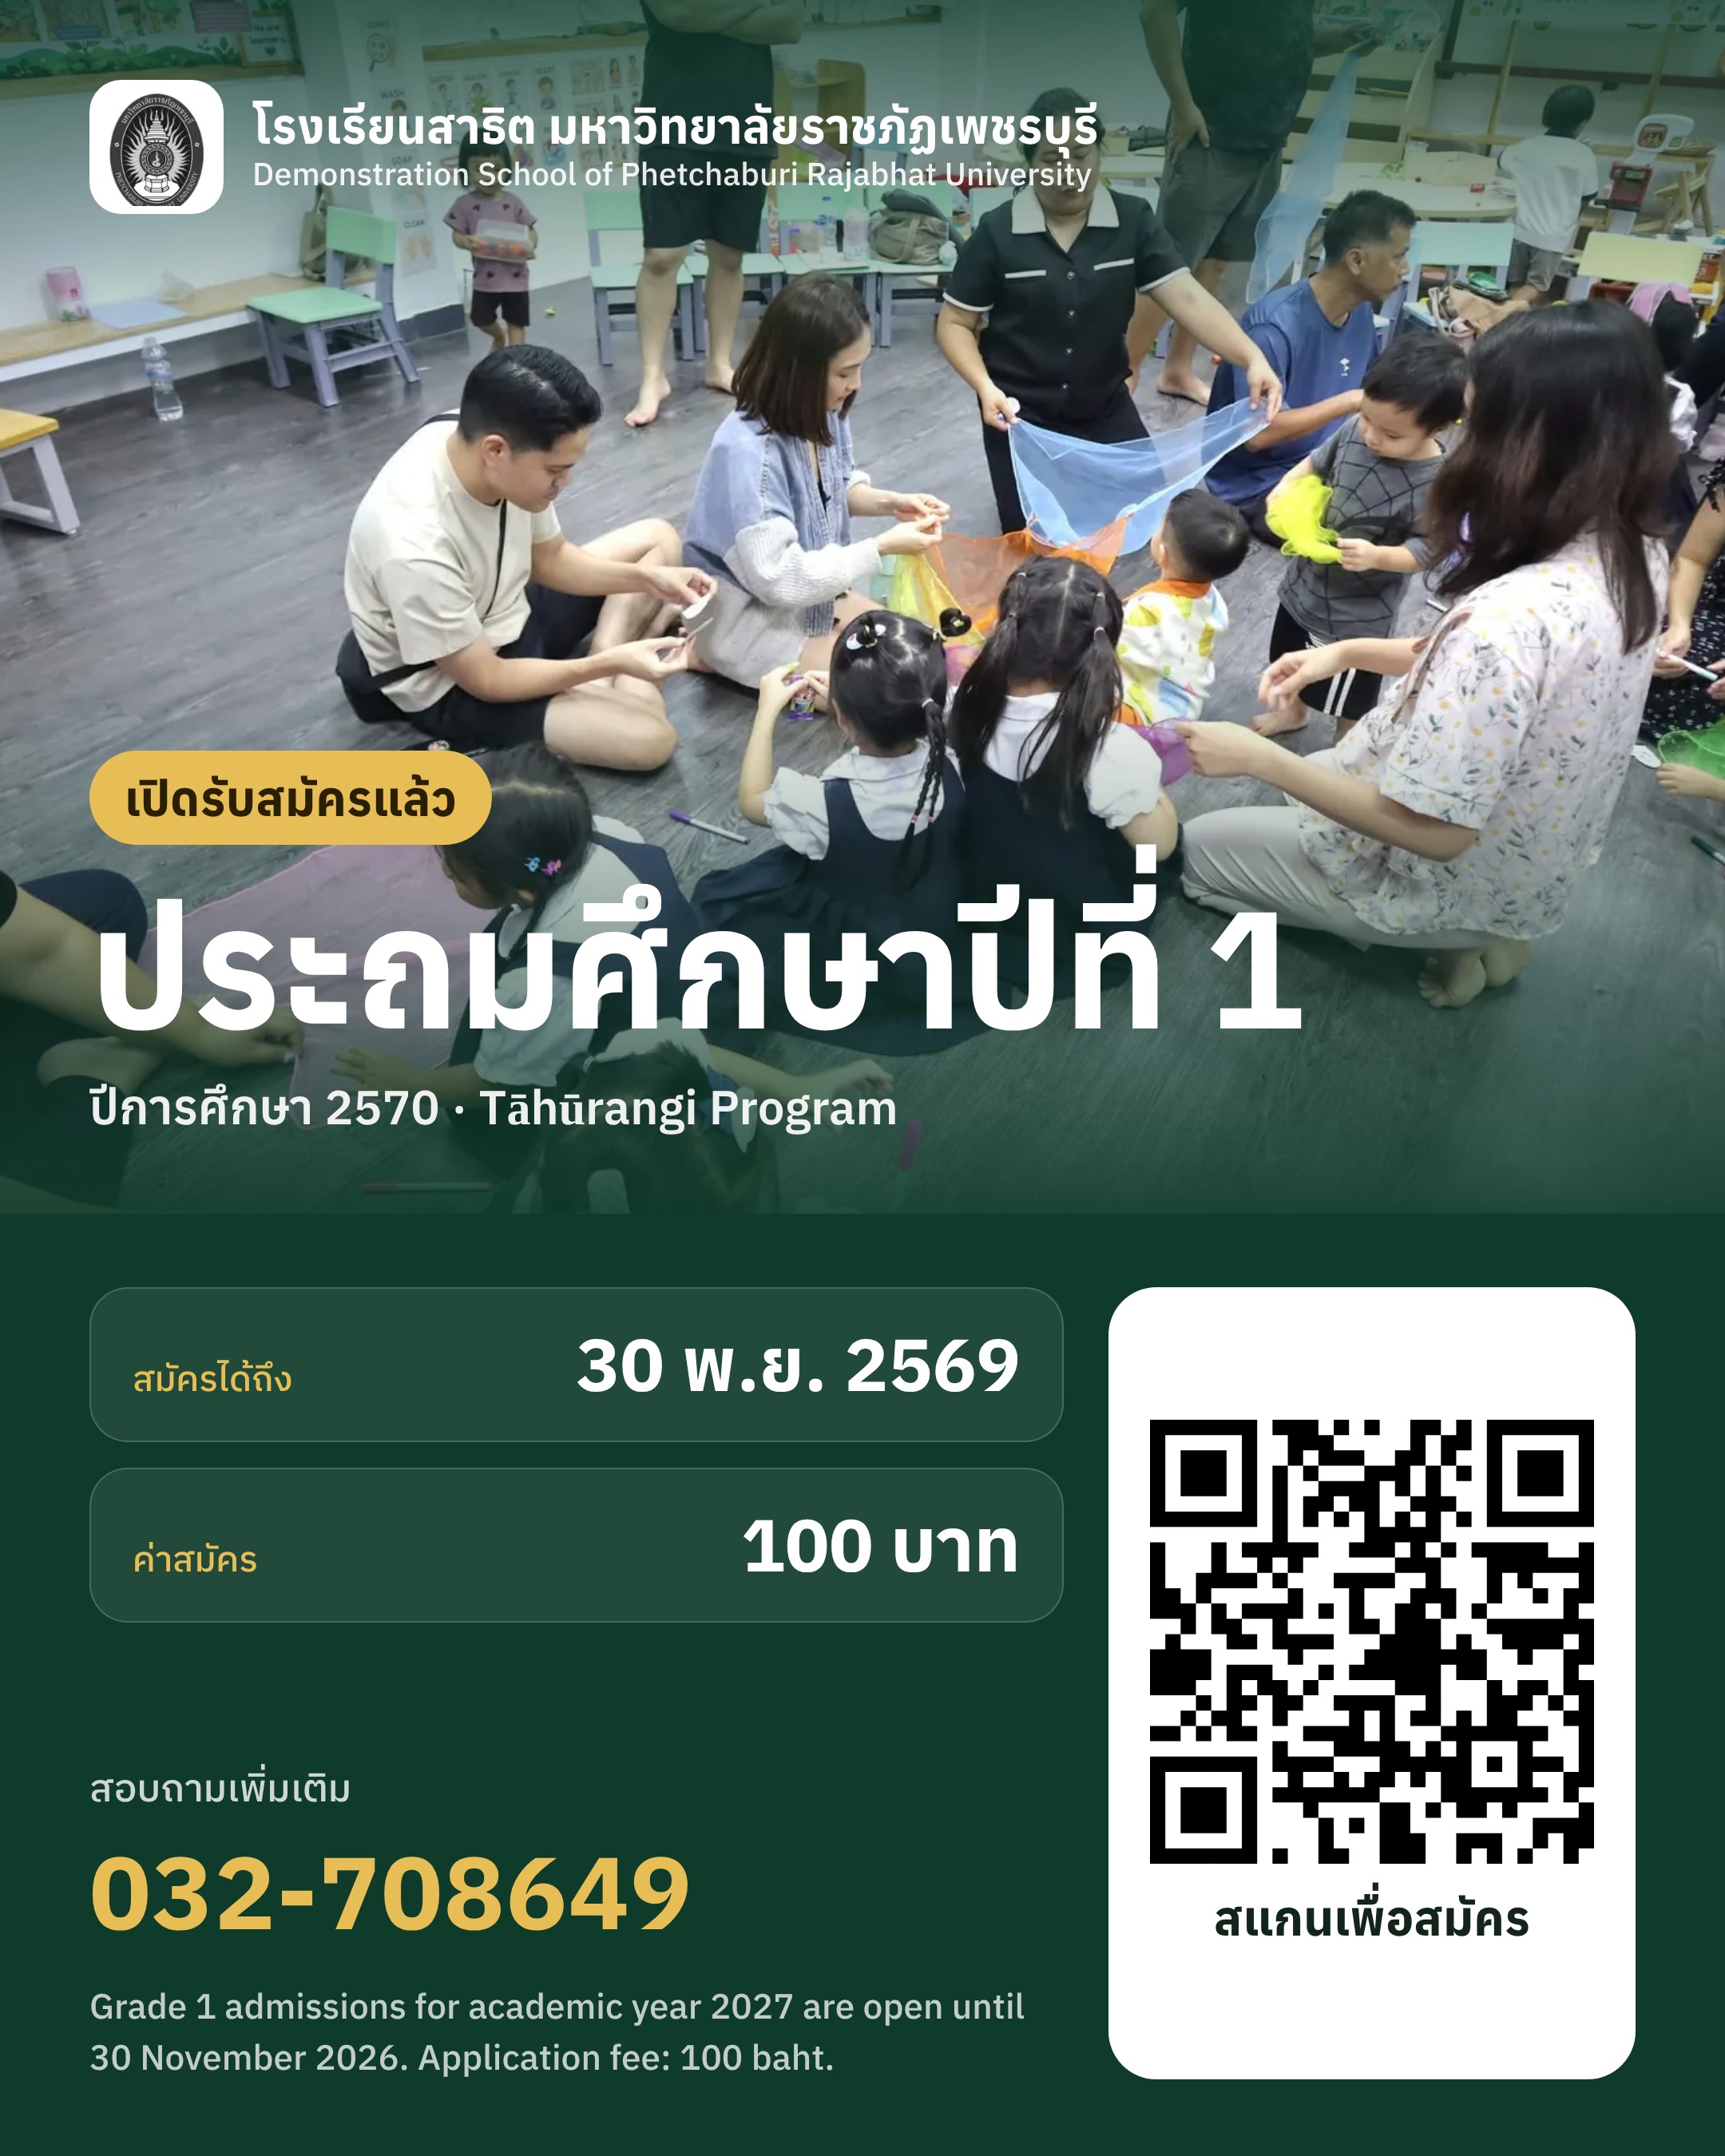 โรงเรียนสาธิต มหาวิทยาลัยราชภัฏเพชรบุรี
Demonstration School of Phetchaburi Rajabhat University
เปิดรับสมัครแล้ว
ประถมศึกษาปีที่ 1
ปีการศึกษา 2570 · Tāhūrangi Program
สมัครได้ถึง 30 พ.ย. 2569
ค่าสมัคร 100 บาท
สแกนเพื่อสมัคร
สอบถามเพิ่มเติม
032-708649
Grade 1 admissions for academic year 2027 are open until
30 November 2026. Application fee: 100 baht.